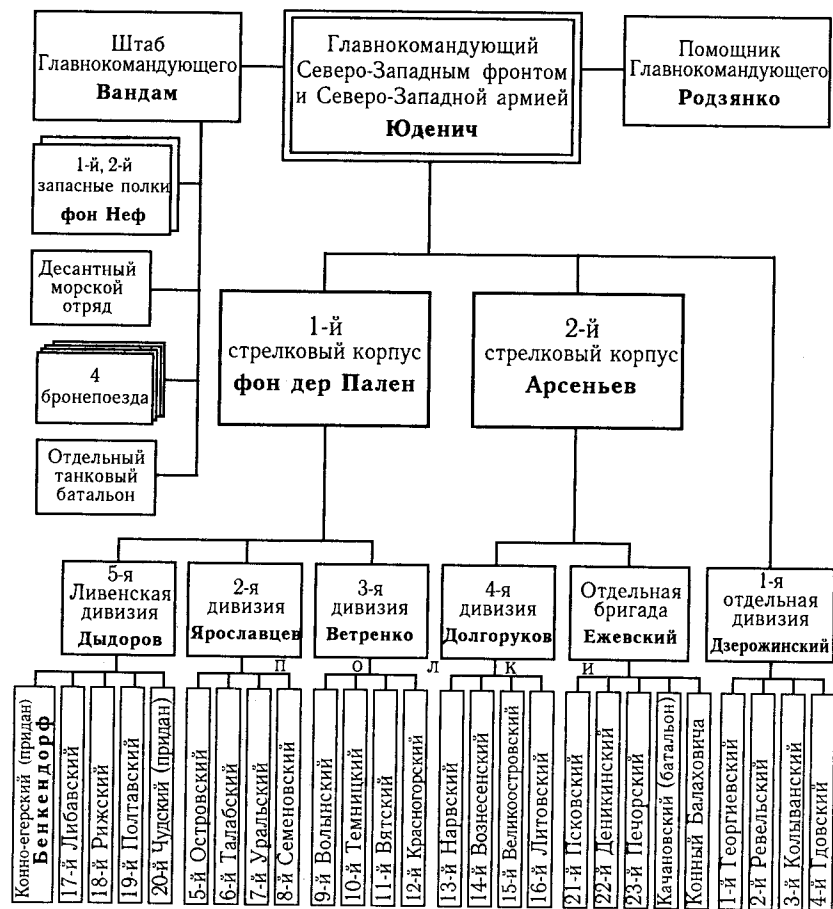 Штаб
Главнокомандующего
Вандам
Главнокомандующий
Северо-Западным фронтом
и Северо-Западной армией
Юденич
Помощник
Главнокомандующего
Родзянко
1-й, 2-й
запасные полки
фон Неф
Десантный
морской
отряд
4
бронепоезда
Отдельный
танковый
батальон
1-й
стрелковый корпус
фон дер Пален
2-й
стрелковый корпус
Арсеньев
5-я
Ливенская
дивизия
Дыдоров
2-я
дивизия
Ярославцев
3-я
дивизия
Ветренко
4-я
дивизия
Долгоруков
Отдельная
бригада
Ежевский
1-я
отдельная
дивизия
Дзерожинский
п о л к и
Конно-егерский (придан)
Бенкендорф
17-й Либавский
18-й Рижский
19-й Полтавский
20-й Чудский (придан)
5-й Островский
6-й Талабский
7-й Уральский
8-й Семеновский
9-й Волынский
10-й Темницкий
11-й Вятский
12-й Красногорский
13-й Нарвский
14-й Вознесенский
15-й Великоостровский
16-й Литовский
21-й Псковский
22-й Деникинский
23-й Печорский
Качановский (батальон)
Конный Балаховича
1-й Георгиевский
2-й Ревельский
3-й Колыванский
4-й Гдовский